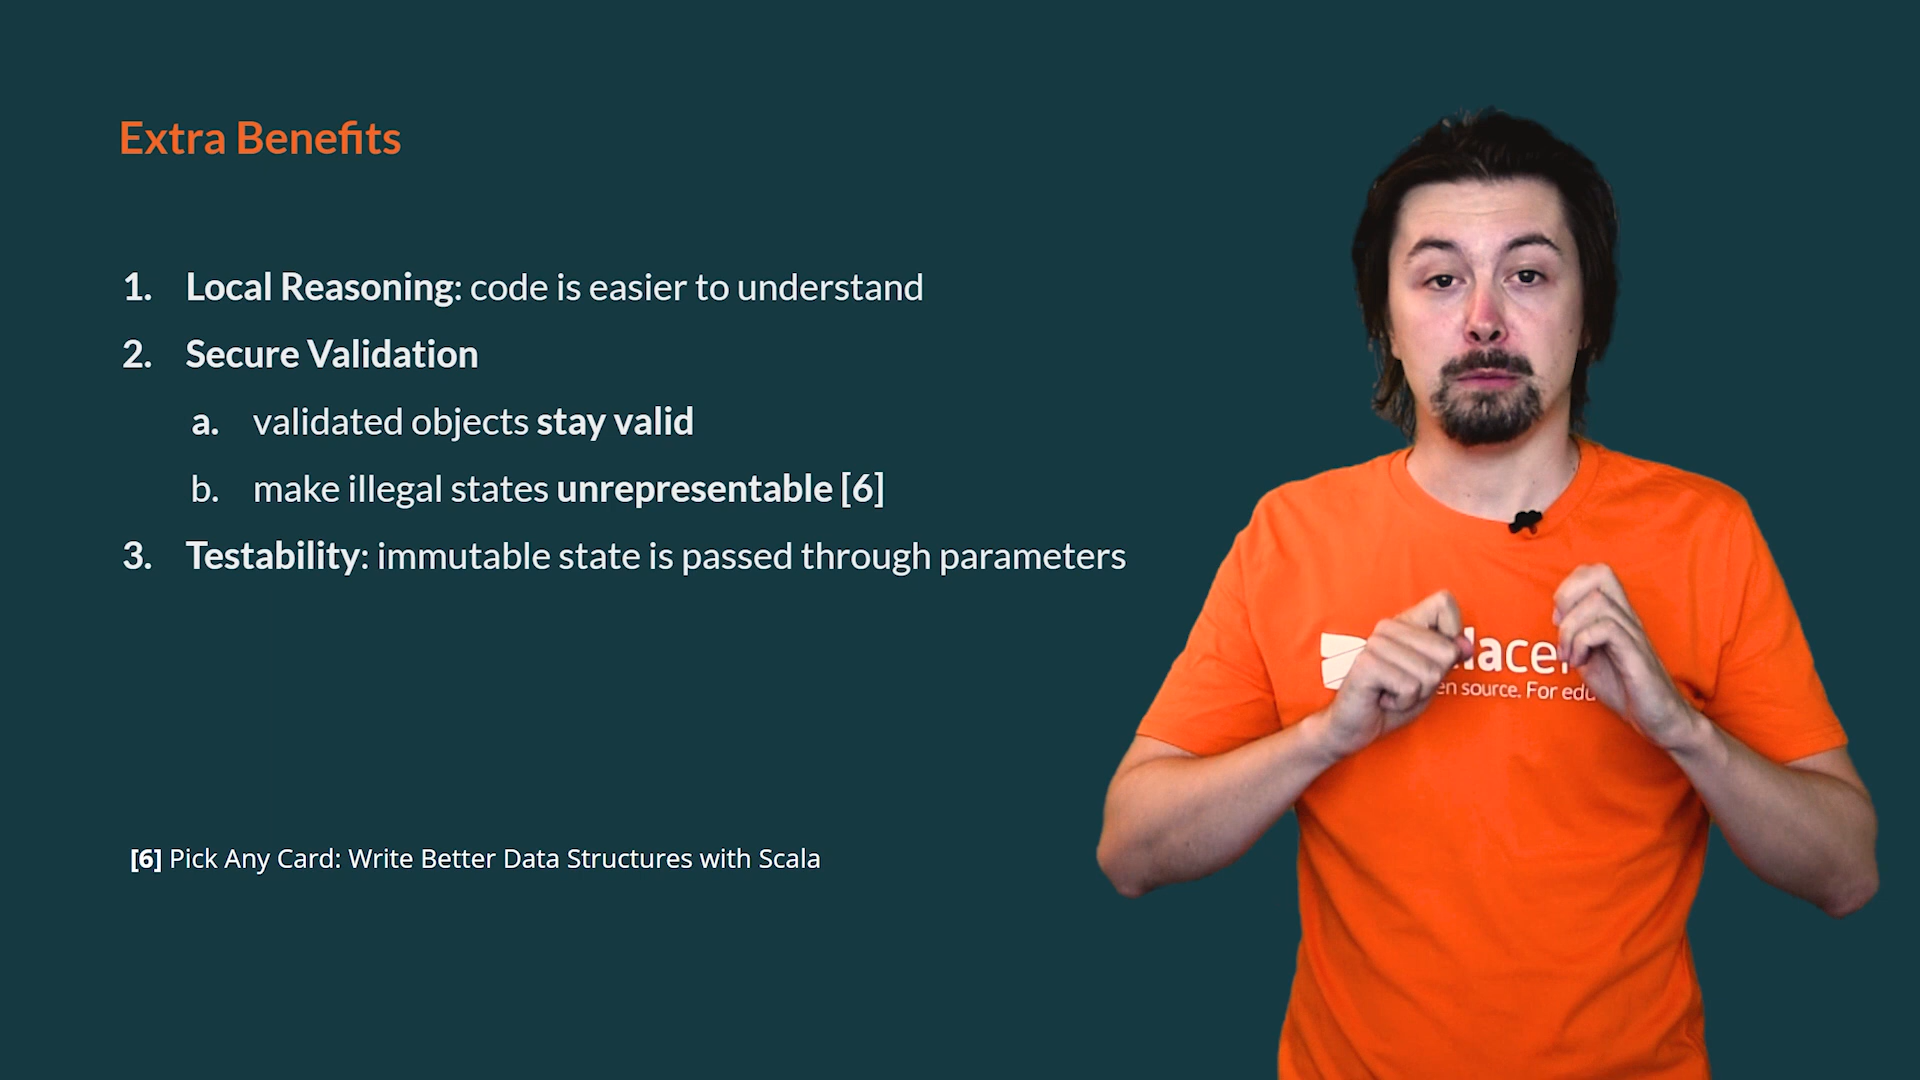 Extra Benefits
1. Local Reasoning: code is easier to understand
2. Secure Validation
a. validated objects stay valid
b. make illegal states unrepresentable [6]
3. Testability: immutable state is passed through parameters
source. For
[6] Pick Any Card: Write Better Data Structures with Scala